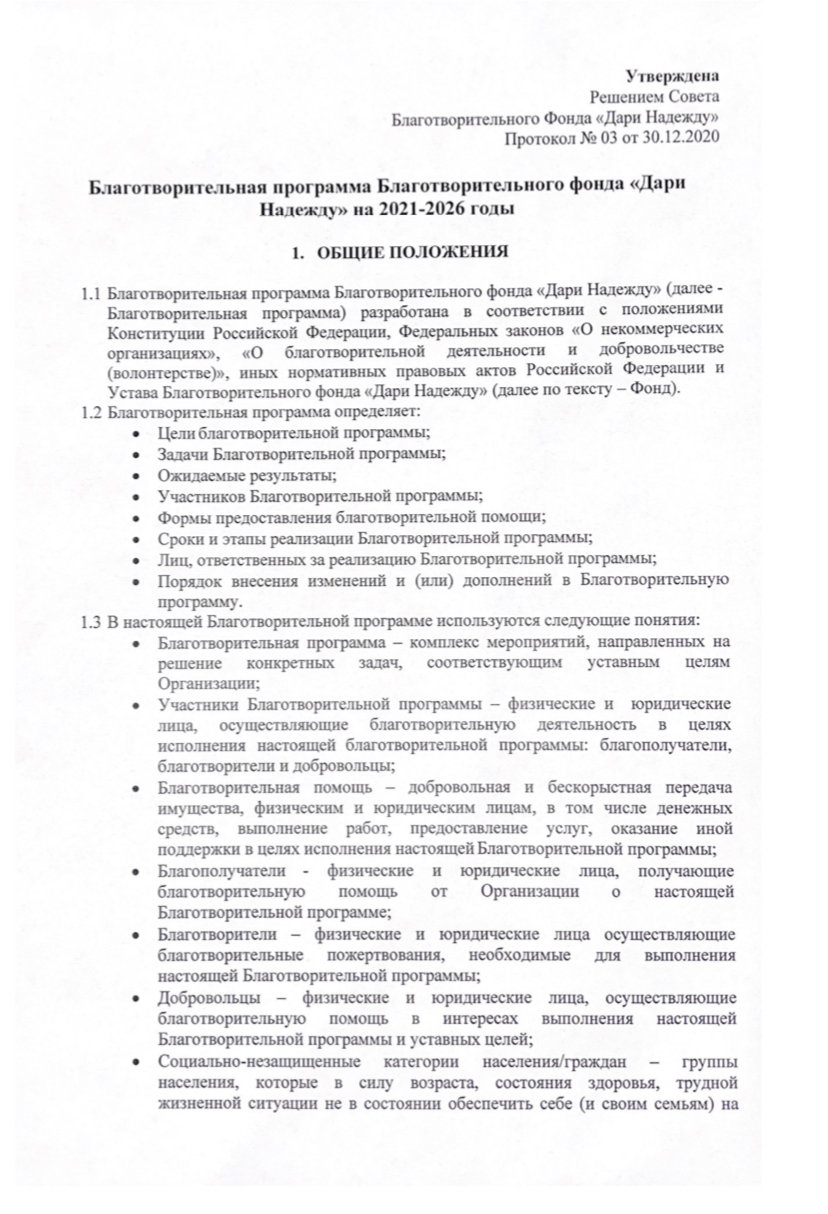 Утверждена
Решением Совета
Благотворительного Фонда «Дари Надежду»
Протокол № 03 от 30.12.2020
Благотворительная программа Благотворительного фонда «Дари
Надежду» на 2021-2026 годы
1. ОБЩИЕ ПОЛОЖЕНИЯ
1.1 Благотворительная программа Благотворительного фонда «Дари Надежду» (далее -
Благотворительная программа) разработана в соответствии с положениями
Конституции Российской Федерации, Федеральных законов «О некоммерческих
организациях», «О благотворительной деятельности и добровольчестве
(волонтерстве)», иных нормативных правовых актов Российской Федерации и
Устава Благотворительного фонда «Дари Надежду» (далее по тексту – Фонд).
1.2 Благотворительная программа определяет:
• Цели благотворительной программы;
• Задачи Благотворительной программы;
• Ожидаемые результаты;
• Участников Благотворительной программы;
• Формы предоставления благотворительной помощи;
• Сроки и этапы реализации Благотворительной программы;
• Лиц, ответственных за реализацию Благотворительной программы;
• Порядок внесения изменений и (или) дополнений в Благотворительную
программу.
1.3 В настоящей Благотворительной программе используются следующие понятия:
• Благотворительная программа – комплекс мероприятий, направленных на
решение конкретных задач, соответствующим уставным целям
Организации;
• Участники Благотворительной программы – физические и юридические
лица, осуществляющие благотворительную деятельность в целях
исполнения настоящей благотворительной программы: благополучатели,
благотворители и добровольцы;
• Благотворительная помощь – добровольная и бескорыстная передача
имущества, физическим и юридическим лицам, в том числе денежных
средств, выполнение работ, предоставление услуг, оказание иной
поддержки в целях исполнения настоящей Благотворительной программы;
• Благополучатели - физические и юридические лица, получающие
благотворительную помощь от Организации о настоящей
Благотворительной программе;
• Благотворители – физические и юридические лица осуществляющие
благотворительные пожертвования, необходимые для выполнения
настоящей Благотворительной программы;
• Добровольцы – физические и юридические лица, осуществляющие
благотворительную помощь в интересах выполнения настоящей
Благотворительной программы и уставных целей;
• Социально-незащищенные категории населения/граждан – группы
населения, которые в силу возраста, состояния здоровья, трудной
жизненной ситуации не в состоянии обеспечить себе (и своим семьям) на